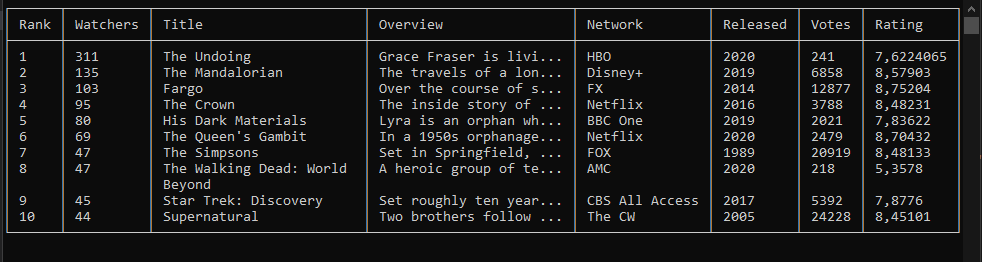 Rank Watchers Title Overview Network Released Votes Rating
1 311 The Undoing Grace Fraser is livi... HBO 2020 241 7,6224065
2 135 The Mandalorian The travels of a lon... Disney+ 2019 6858 8,57903
3 103 Fargo Over the course of s... FX 2014 12877 8,75204
4 95 The Crown The inside story of ... Netflix 2016 3788 8,48231
5 80 His Dark Materials Lyra is an orphan wh... BBC One 2019 2021 7,83622
6 69 The Queen's Gambit In a 1950s orphanage... Netflix 2020 2479 8,70432
7 47 The Simpsons Set in Springfield, ... FOX 1989 20919 8,48133
8 47 The Walking Dead: World A heroic group of te... AMC 2020 218 5,3578
Beyond
9 45 Star Trek: Discovery Set roughly ten year... CBS All Access 2017 5392 7,8776
10 44 Supernatural Two brothers follow ... The CW 2005 24228 8,45101